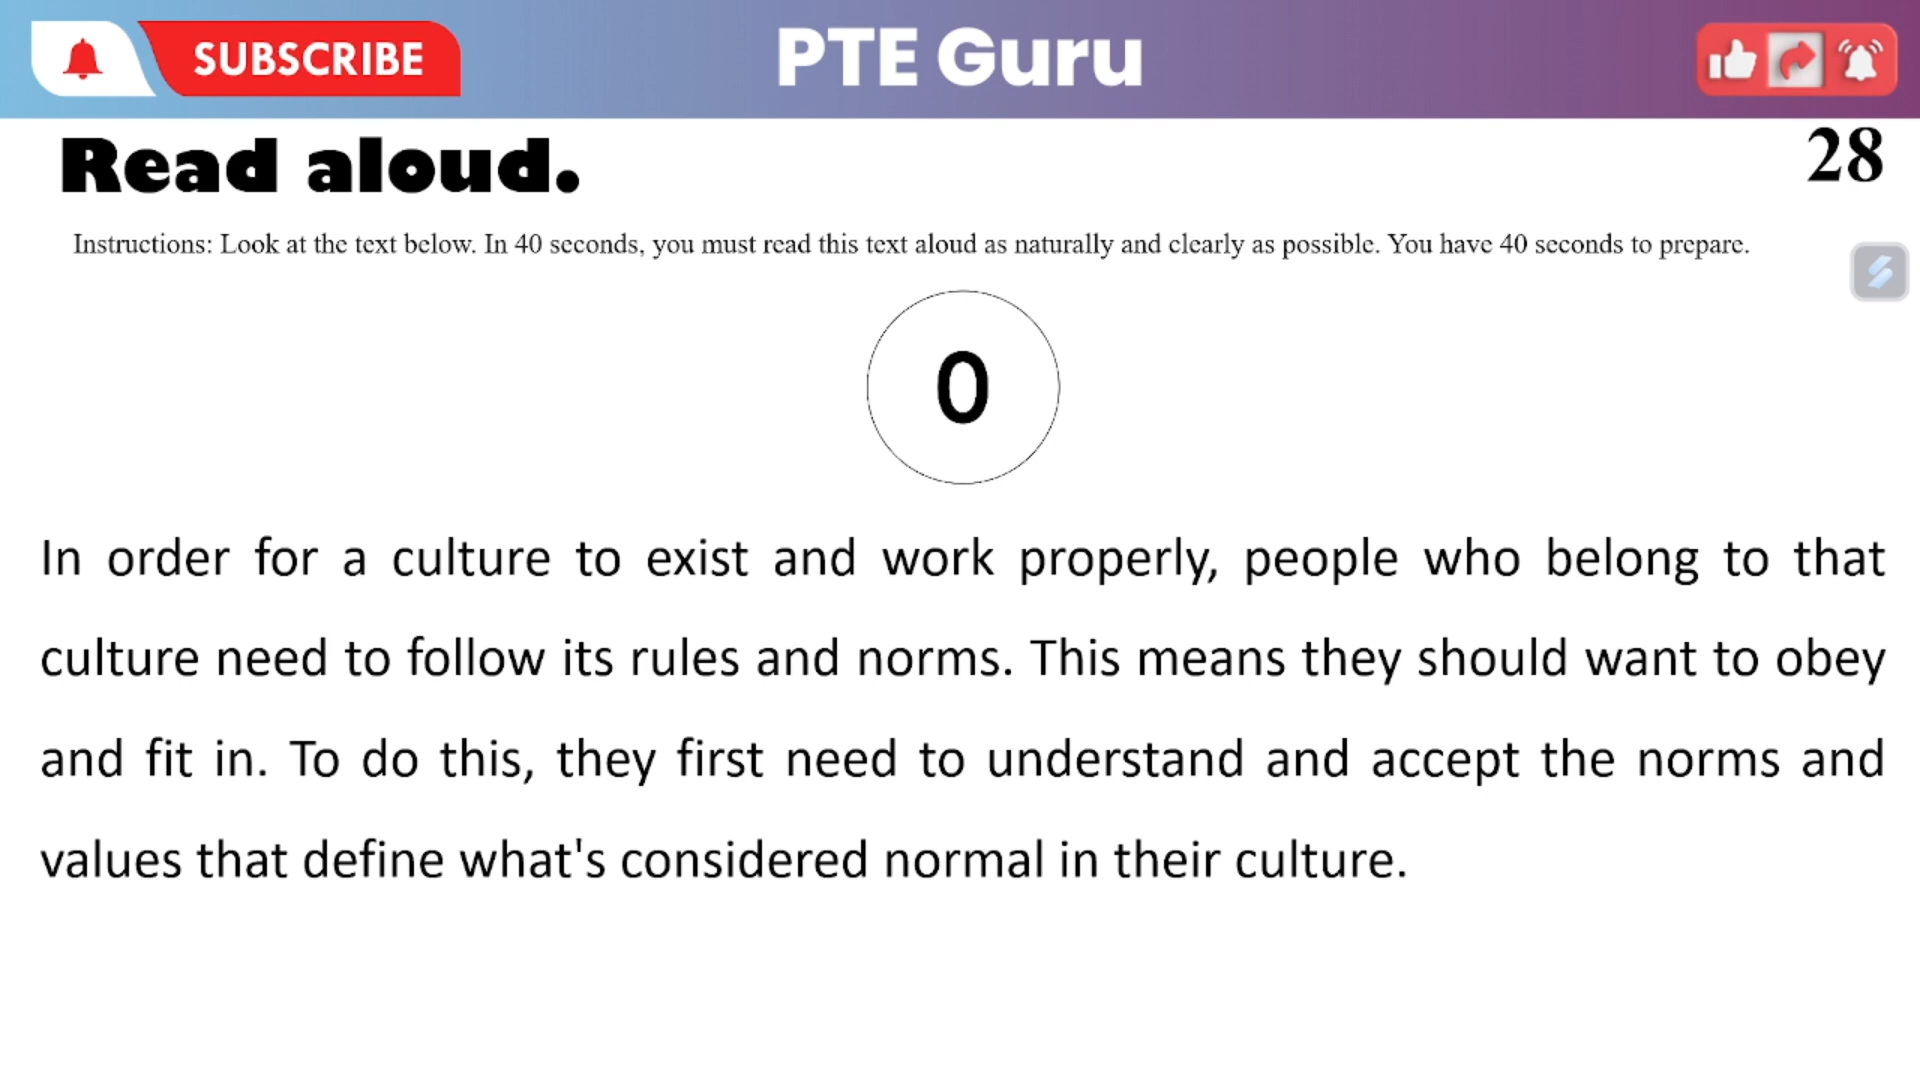 SUBSCRIBE
PTE Guru
Read aloud.
28
Instructions: Look at the text below. In 40 seconds, you must read this text aloud as naturally and clearly as possible. You have 40 seconds to prepare.
0
In order for a culture to exist and work properly, people who belong to that
culture need to follow its rules and norms. This means they should want to obey
and fit in. To do this, they first need to understand and accept the norms and
values that define what's considered normal in their culture.